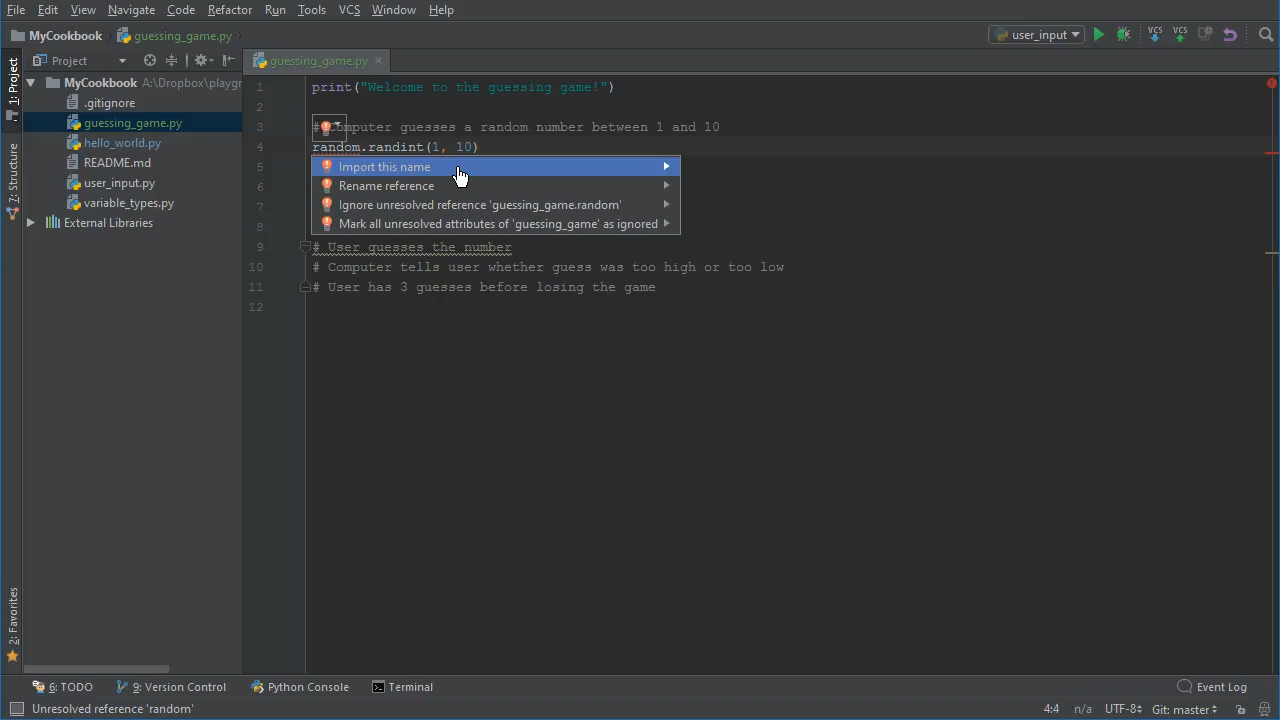 File Edit View Navigate Code Refactor Run Tools VCS Window Help
MyCookbook guessing_game.py user_input VCS VCS
1: Project
7: Structure
2: Favorites
Project
MyCookbook A:\Dropbox\playgr
.gitignore
guessing_game.py
hello_world.py
README.md
user_input.py
variable_types.py
External Libraries
guessing_game.py
1 print("Welcome to the guessing game!")
2
3 # Computer guesses a random number between 1 and 10
4 random.randint(1, 10)
5
6
7
8
Import this name
Rename reference
Ignore unresolved reference 'guessing_game.random'
Mark all unresolved attributes of 'guessing_game' as ignored
9 # User guesses the number
10 # Computer tells user whether guess was too high or too low
11 # User has 3 guesses before losing the game
12
6: TODO 9: Version Control Python Console Terminal Event Log
Unresolved reference 'random' 4:4 n/a UTF-8 Git: master